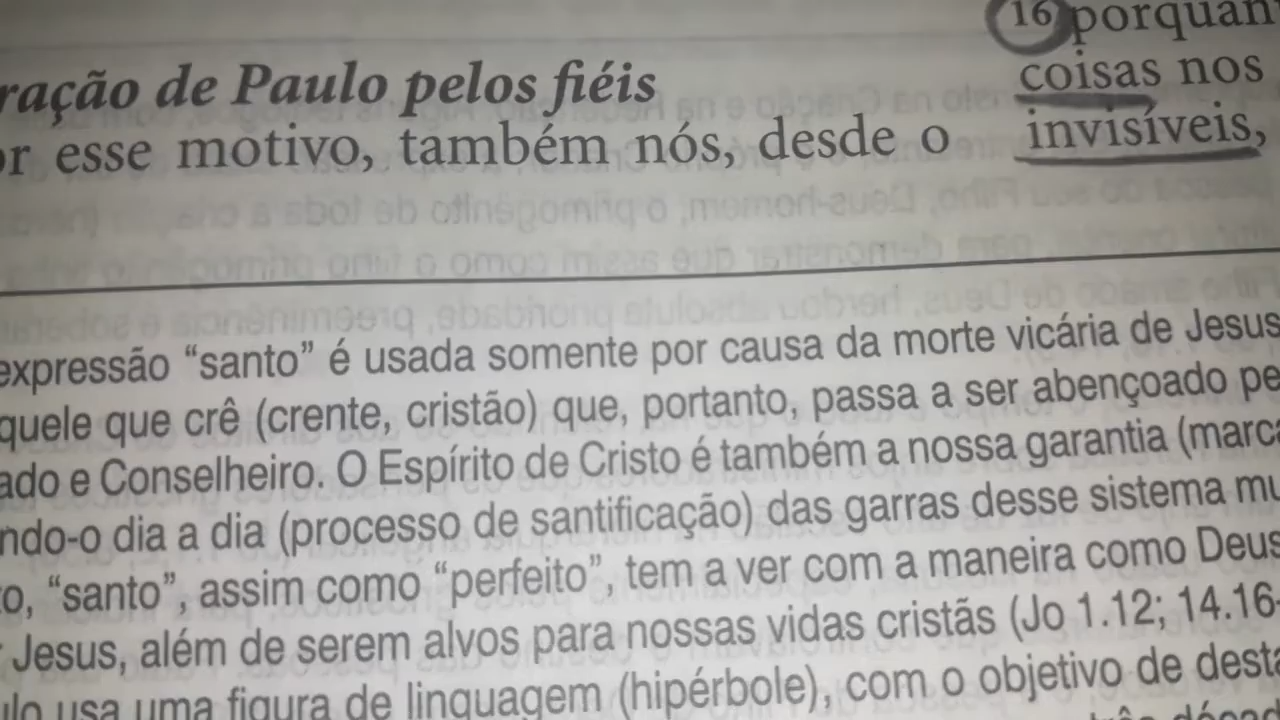 ração de Paulo pelos fiéis
or esse motivo, também nós, desde o
16 porquan
coisas nos
invisíveis,
expressão “santo” é usada somente por causa da morte vicária de Jesus
quele que crê (crente, cristão) que, portanto, passa a ser abençoado pe
ado e Conselheiro. O Espírito de Cristo é também a nossa garantia (marca
ndo-o dia a dia (processo de santificação) das garras desse sistema mu
o, “santo”, assim como “perfeito”, tem a ver com a maneira como Deus
Jesus, além de serem alvos para nossas vidas cristãs (Jo 1.12; 14.16-
ulo usa uma figura de linguagem (hipérbole), com o objetivo de desta